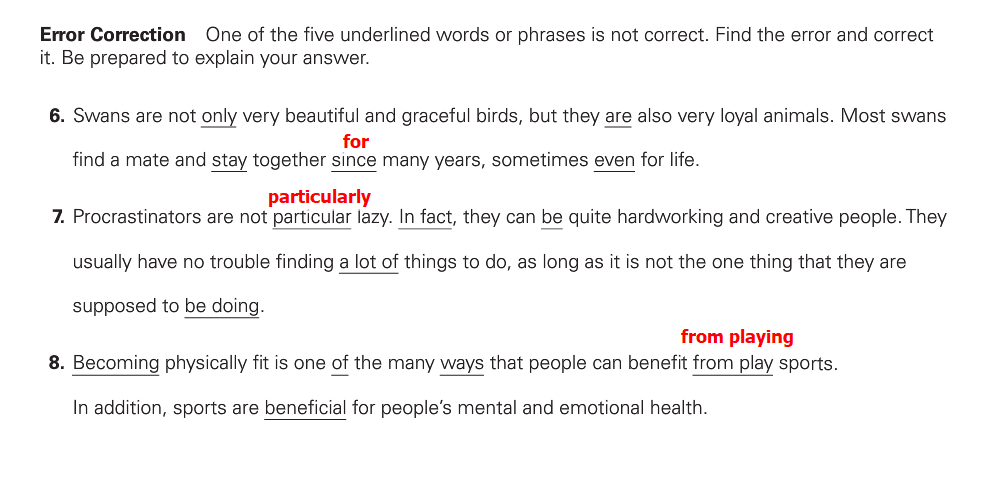 Error Correction One of the five underlined words or phrases is not correct. Find the error and correct
it. Be prepared to explain your answer.
6. Swans are not only very beautiful and graceful birds, but they are also very loyal animals. Most swans
for
find a mate and stay together since many years, sometimes even for life.
particularly
7. Procrastinators are not particular lazy. In fact, they can be quite hardworking and creative people. They
usually have no trouble finding a lot of things to do, as long as it is not the one thing that they are
supposed to be doing.
from playing
8. Becoming physically fit is one of the many ways that people can benefit from play sports.
In addition, sports are beneficial for people's mental and emotional health.